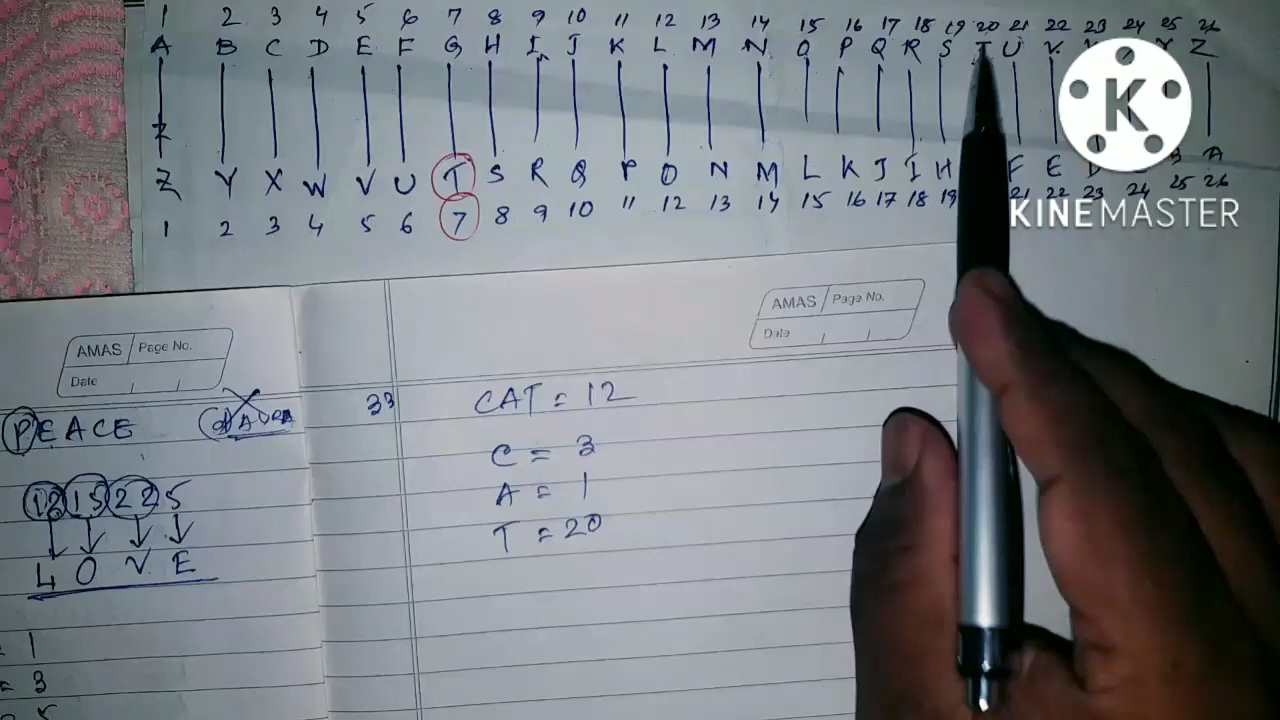 1 2 3 4 5 6 7 8 9 10 11 12 13 14 15 16 17 18 19 20 21 22 23 24 25 26
A B C D E F G H I J K L M N O P Q R S T U V Z
Z
Z Y X W V U T S R Q P O N M L K J I H F E A
1 2 3 4 5 6 7 8 9 10 11 12 13 14 15 16 17 18 19 21 22 23 24 25 26
K
KINEMASTER
AMAS Page No.
Date
AMAS Page No.
Date
PEACE
33
CAT = 12
C = 3
A = 1
T = 20
15 22 5
L O V E
= 1
= 3